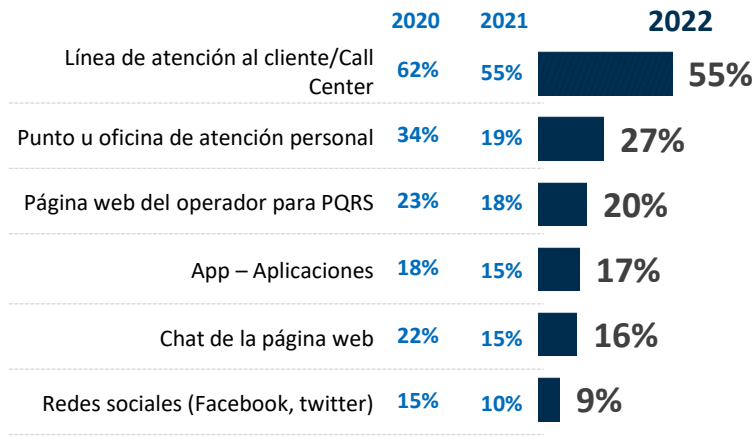 2020 2021 2022
Línea de atención al cliente/Call
Center
62% 55% 55%
Punto u oficina de atención personal 34% 19% 27%
Página web del operador para PQRS 23% 18% 20%
App – Aplicaciones 18% 15% 17%
Chat de la página web 22% 15% 16%
Redes sociales (Facebook, twitter) 15% 10% 9%